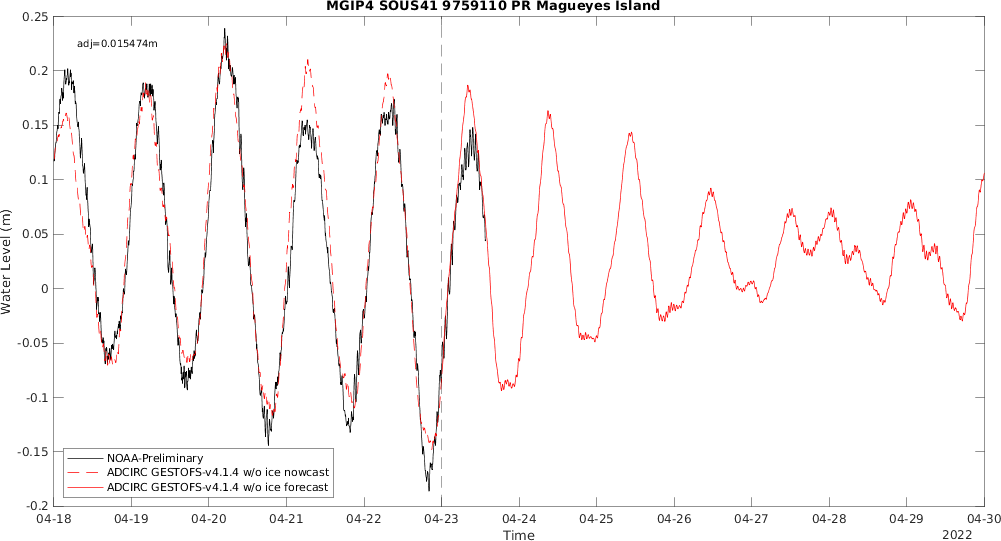 MGIP4 SOUS41 9759110 PR Magueyes Island
adj=0.015474m
Water Level (m)
0.25
0.2
0.15
0.1
0.05
0
-0.05
-0.1
-0.15
-0.2
NOAA-Preliminary
ADCIRC GESTOFS-v4.1.4 w/o ice nowcast
ADCIRC GESTOFS-v4.1.4 w/o ice forecast
04-18 04-19 04-20 04-21 04-22 04-23 04-24 04-25 04-26 04-27 04-28 04-29 04-30
Time
2022